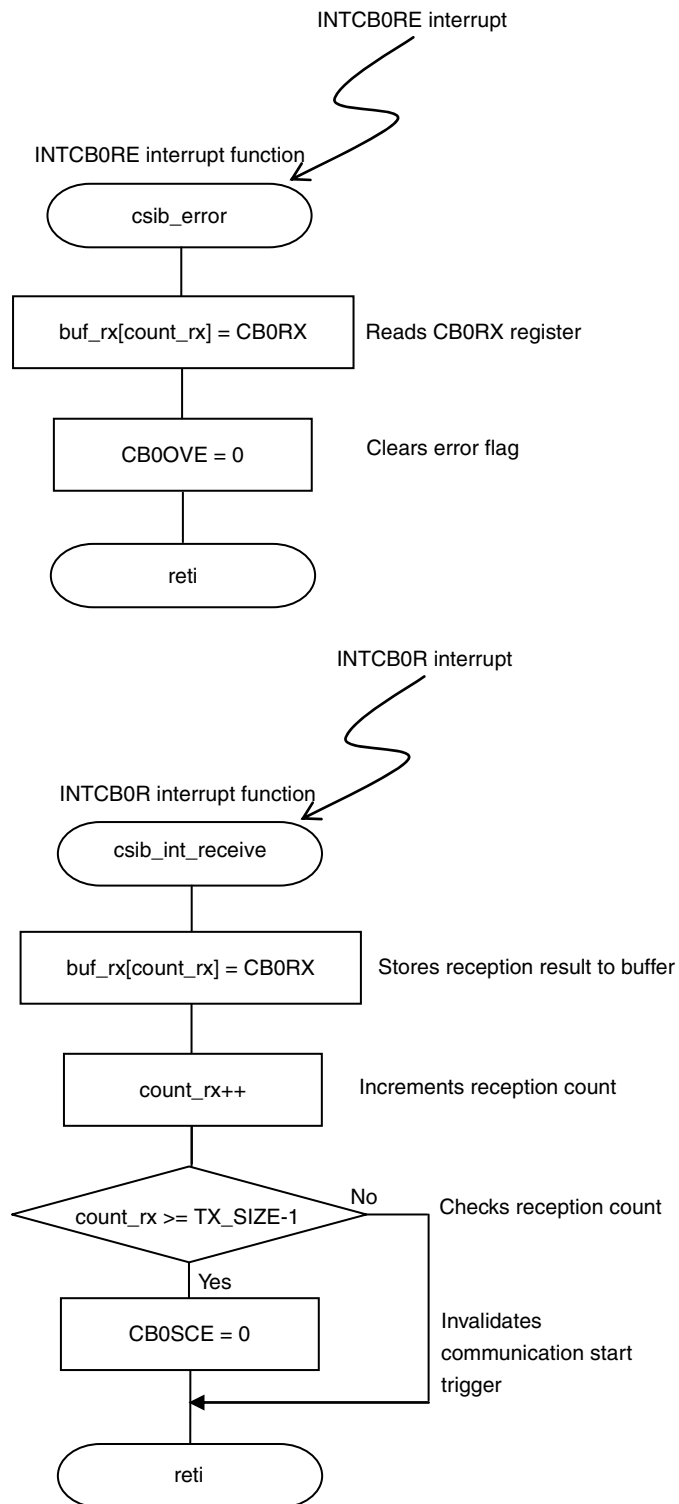 INTCB0RE interrupt
INTCB0RE interrupt function
csib_error
buf_rx[count_rx] = CB0RX
Reads CB0RX register
CB0OVE = 0
Clears error flag
reti
INTCB0R interrupt
INTCB0R interrupt function
csib_int_receive
buf_rx[count_rx] = CB0RX
Stores reception result to buffer
count_rx++
Increments reception count
No
count_rx >= TX_SIZE-1
Checks reception count
Yes
CB0SCE = 0
Invalidates
communication start
trigger
reti